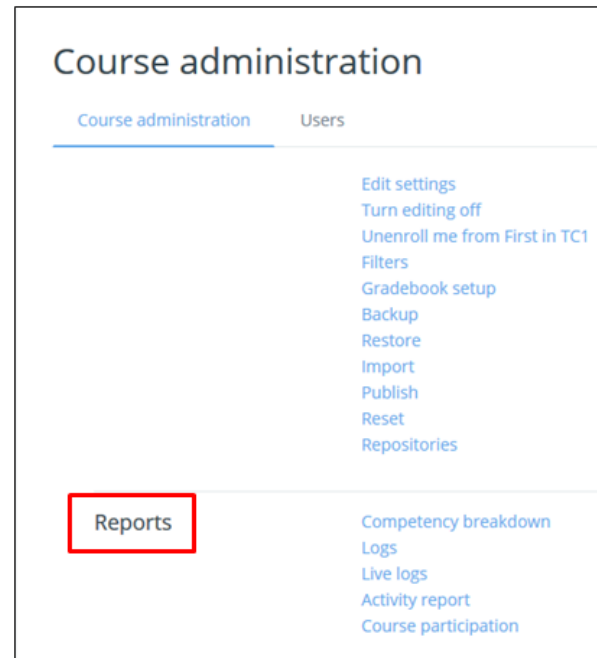 Course administration
Course administration Users
Edit settings
Turn editing off
Unenroll me from First in TC1
Filters
Gradebook setup
Backup
Restore
Import
Publish
Reset
Repositories
Reports Competency breakdown
Logs
Live logs
Activity report
Course participation